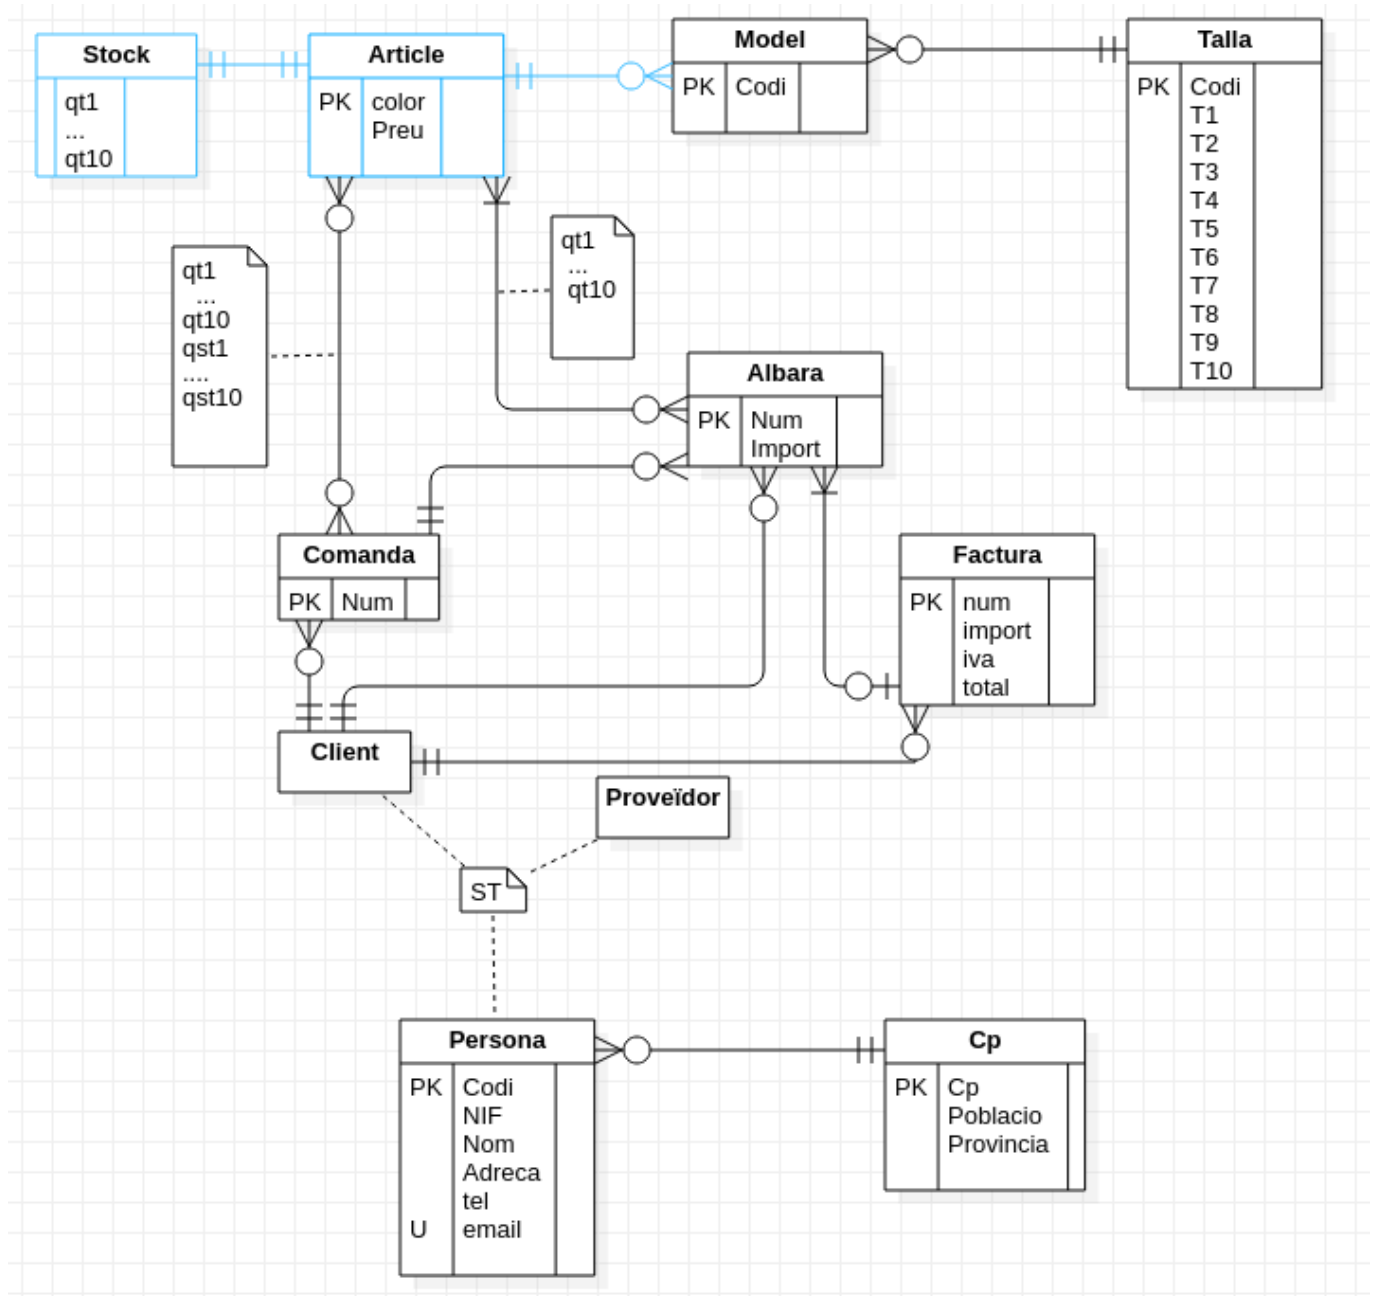 Stock
qt1
...
qt10
Article
PK color
Preu
Model
PK Codi
Talla
PK Codi
T1
T2
T3
T4
T5
T6
T7
T8
T9
T10
qt1
...
qt10
qst1
....
qst10
qt1
...
qt10
Albara
PK Num
Import
Comanda
PK Num
Factura
PK num
import
iva
total
Client
Proveïdor
ST
Persona
PK Codi
NIF
Nom
Adreca
tel
U email
Cp
PK Cp
Poblacio
Provincia